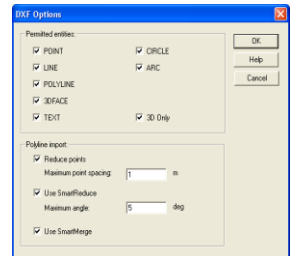 DXF Options
Permitted entities:
POINT
CIRCLE
LINE
ARC
POLYLINE
3DFACE
TEXT
3D Only
OK
Help
Cancel
Polyline import:
Reduce points
Maximum point spacing: 1 m
Use SmartReduce
Maximum angle: 5 deg
Use SmartMerge